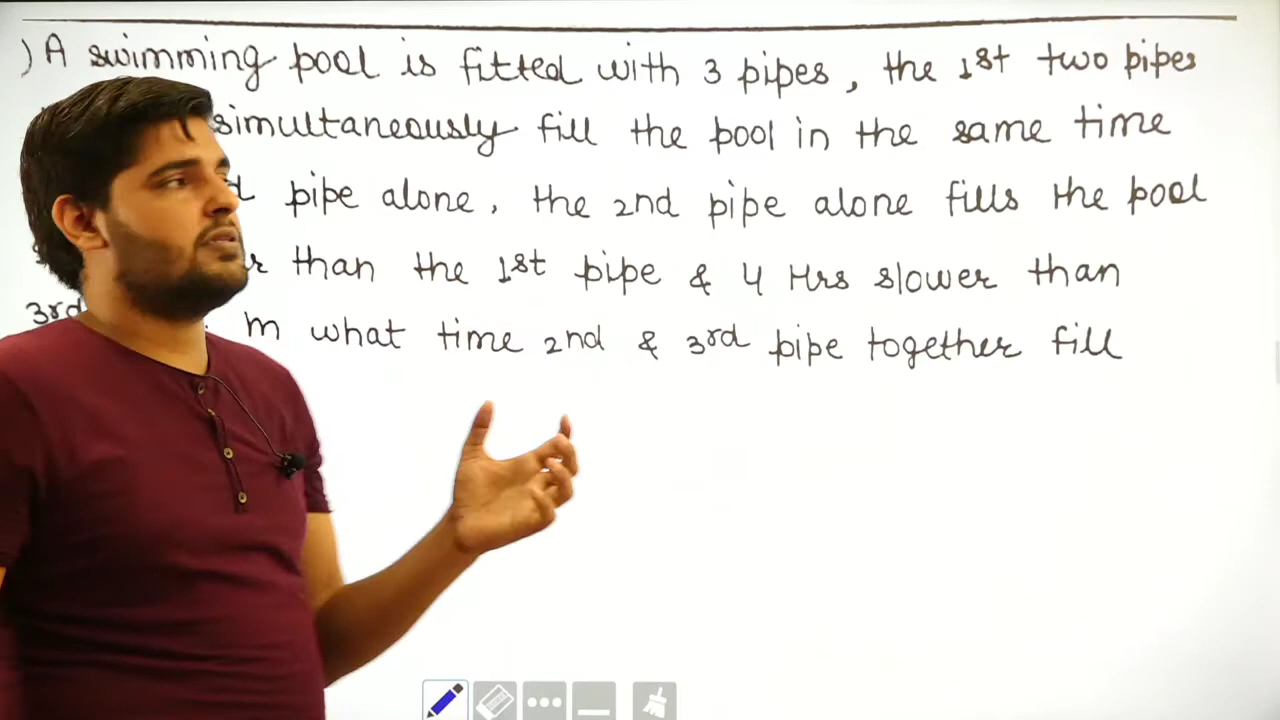 ) A swimming pool is fitted with 3 pipes, the 1st two pipes
simultaneously fill the pool in the same time
pipe alone, the 2nd pipe alone fills the pool
than the 1st pipe & 4 Hrs slower than
3rd what time 2nd & 3rd pipe together fill